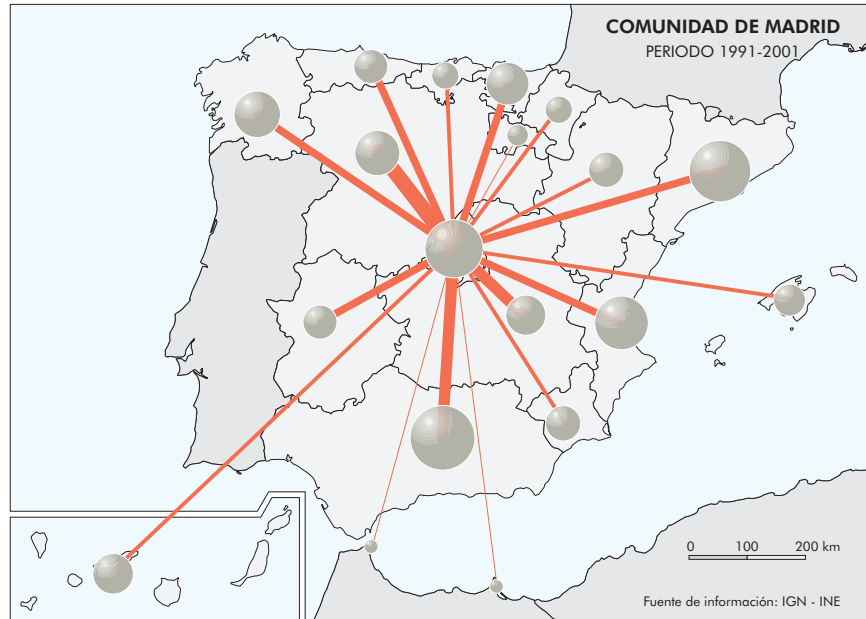 COMUNIDAD DE MADRID
PERIODO 1991-2001
0 100 200 km
Fuente de información: IGN - INE